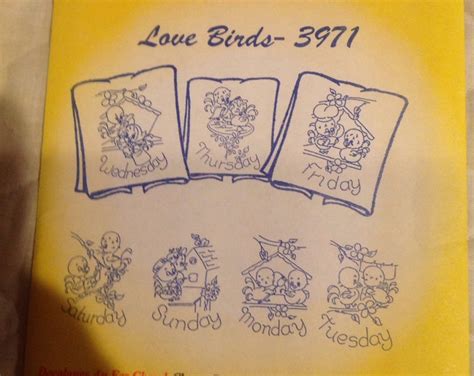 Love Birds- 3971
Wednesday
Thursday
Friday
Saturday
Sunday
Monday
Tuesday